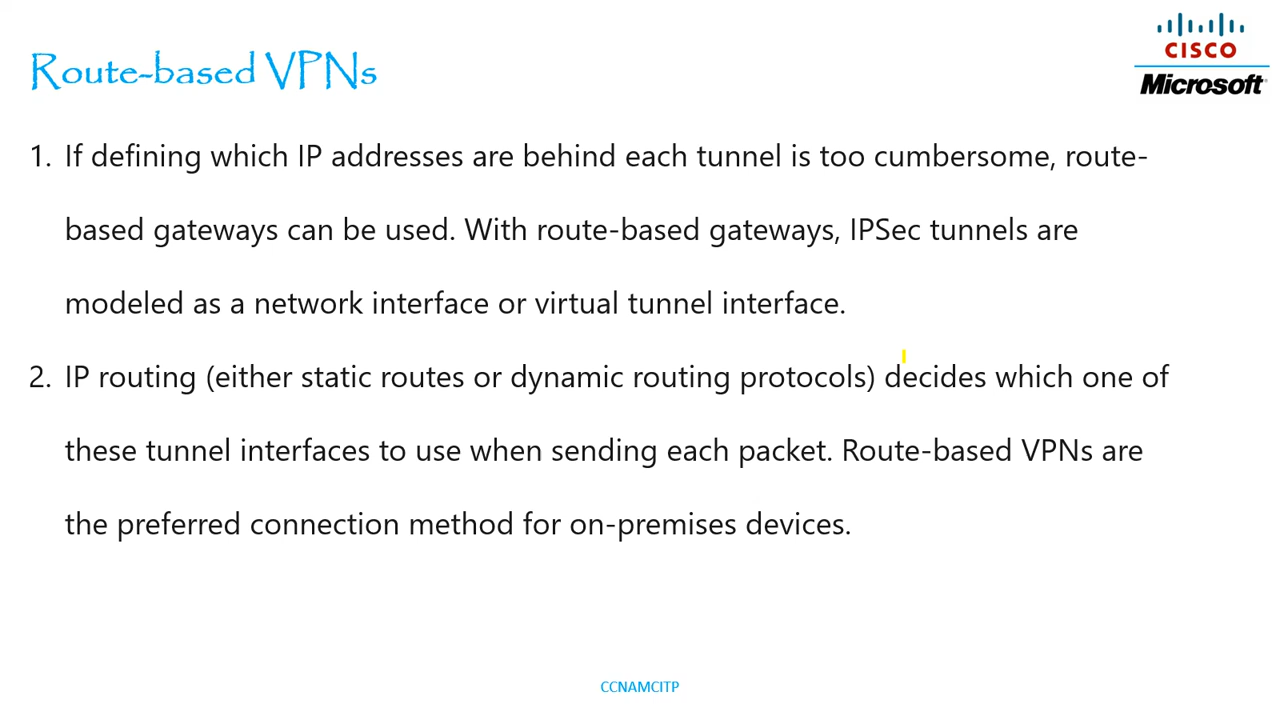 Route-based VPNs
CISCO
Microsoft
1. If defining which IP addresses are behind each tunnel is too cumbersome, route-
based gateways can be used. With route-based gateways, IPSec tunnels are
modeled as a network interface or virtual tunnel interface.
2. IP routing (either static routes or dynamic routing protocols) decides which one of
these tunnel interfaces to use when sending each packet. Route-based VPNs are
the preferred connection method for on-premises devices.
CCNAMCITP